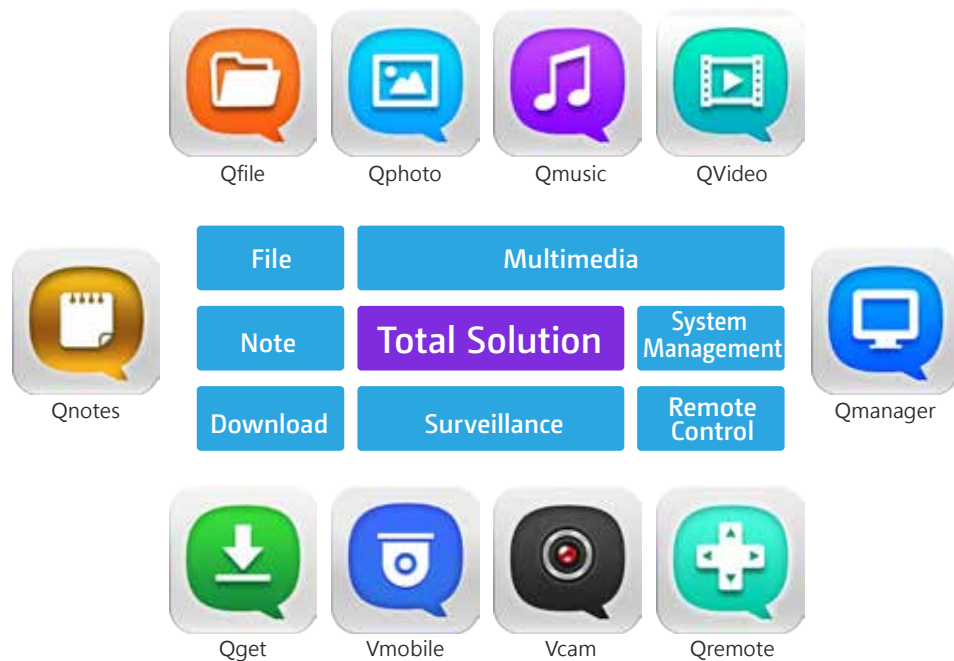 Qfile
Qphoto
Qmusic
QVideo
File
Multimedia
Qnotes
Note
Total Solution
System
Management
Qmanager
Download
Surveillance
Remote
Control
Qget
Vmobile
Vcam
Qremote